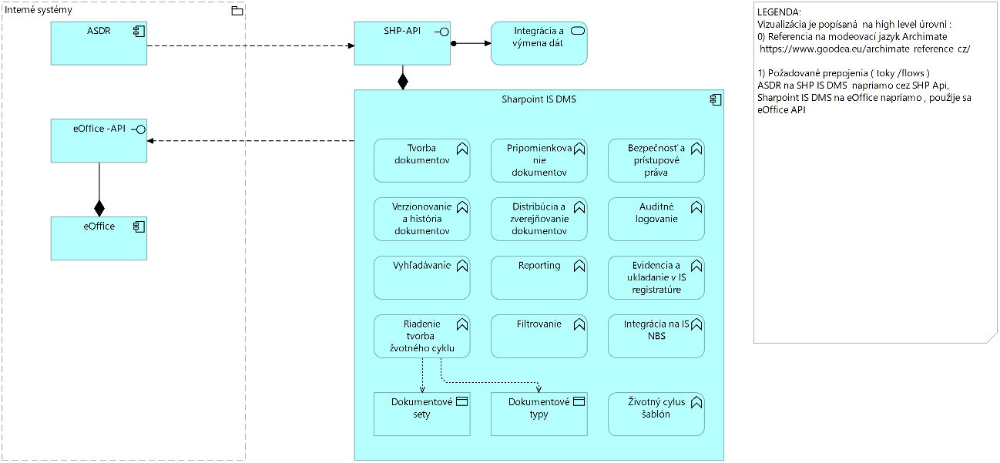 Interné systémy
ASDR
SHP-API
Integrácia a
výmena dát
eOffice -API
eOffice
Sharpoint IS DMS
Tvorba
dokumentov
Pripomienkova
nie
dokumentov
Bezpečnosť a
prístupové
práva
Verzionovanie
a história
dokumentov
Distribúcia a
zverejňovanie
dokumentov
Auditné
logovanie
Vyhľadávanie
Reporting
Evidencia a
ukladanie v IS
registratúre
Riadenie
tvorba
žvotného cyklu
Filtrovanie
Integrácia na IS
NBS
Dokumentové
sety
Dokumentové
typy
Životný cylus
šablón
LEGENDA:
Vizualizácia je popísaná na high level úrovni :
0) Referencia na modeovací jazyk Archimate
https://www.goodea.eu/archimate_reference_cz/
1) Požadované prepojenia ( toky /flows )
ASDR na SHP IS DMS napriamo cez SHP Api,
Sharpoint IS DMS na eOffice napriamo , použije sa
eOffice API